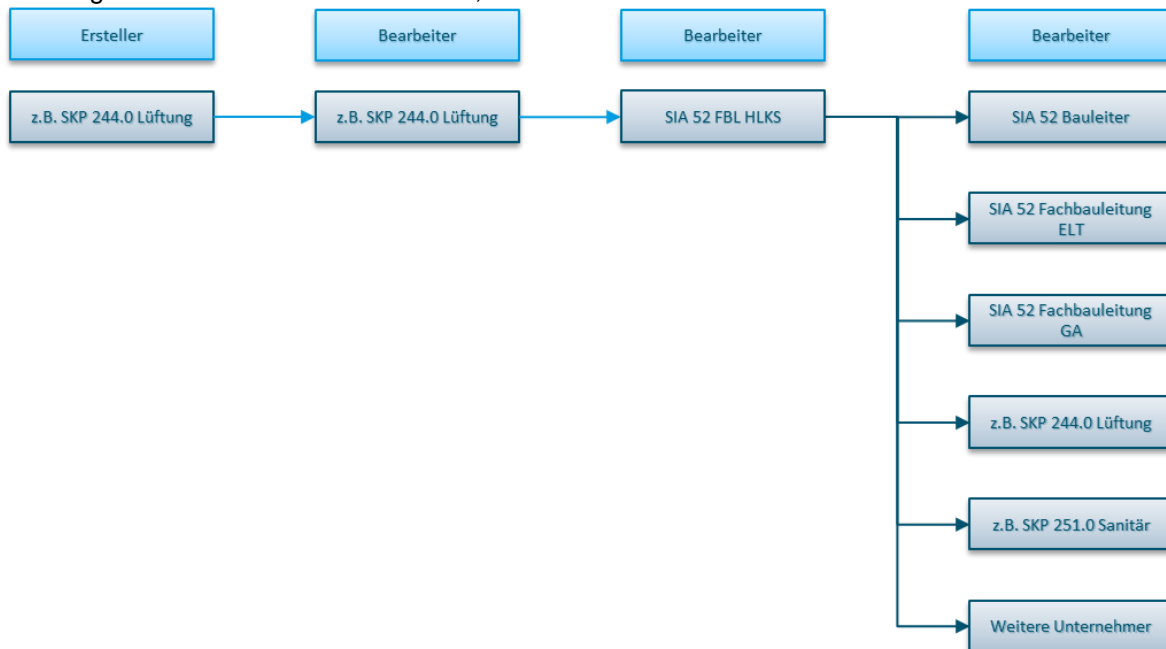 Ersteller
Bearbeiter
Bearbeiter
Bearbeiter
z.B. SKP 244.0 Lüftung
z.B. SKP 244.0 Lüftung
SIA 52 FBL HLKS
SIA 52 Bauleiter
SIA 52 Fachbauleitung
ELT
SIA 52 Fachbauleitung
GA
z.B. SKP 244.0 Lüftung
z.B. SKP 251.0 Sanitär
Weitere Unternehmer